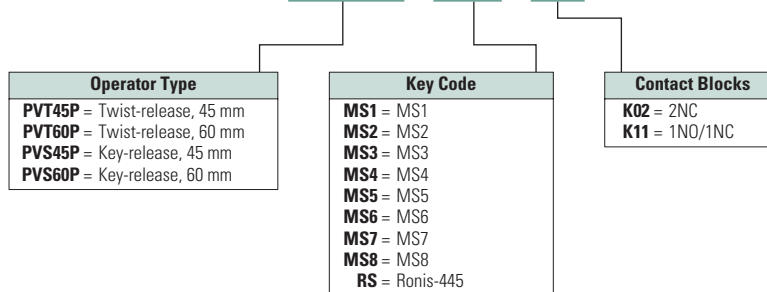 Operator Type
PVT45P = Twist-release, 45 mm
PVT60P = Twist-release, 60 mm
PVS45P = Key-release, 45 mm
PVS60P = Key-release, 60 mm
Key Code
MS1 = MS1
MS2 = MS2
MS3 = MS3
MS4 = MS4
MS5 = MS5
MS6 = MS6
MS7 = MS7
MS8 = MS8
RS = Ronis-445
Contact Blocks
K02 = 2NC
K11 = 1NO/1NC